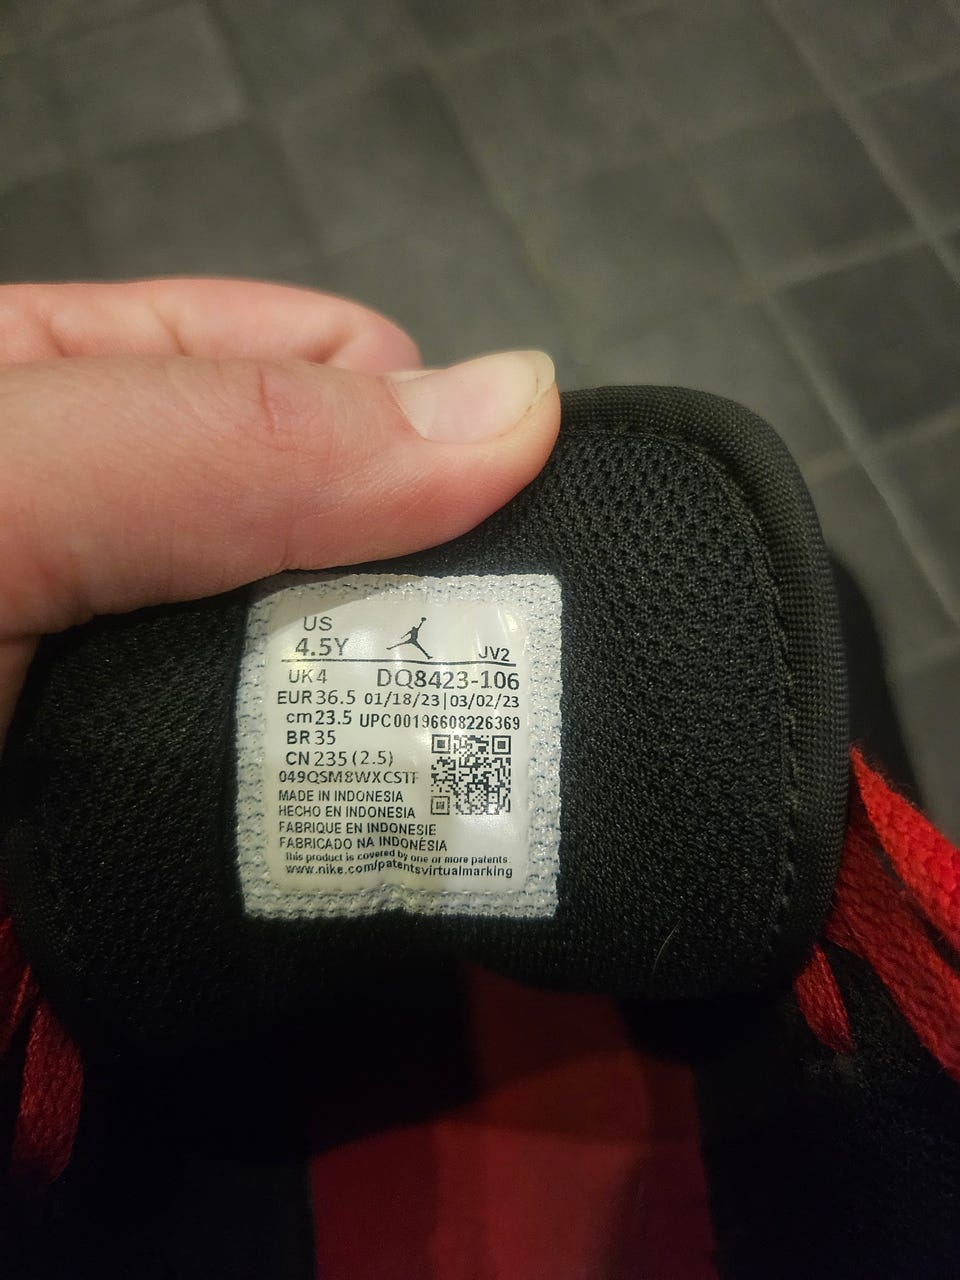 US
4.5Y
JV2
UK 4 DQ8423-106
EUR 36.5 01/18/23|03/02/23
cm 23.5 UPC00196608226369
BR 35
CN 235 (2.5)
049QSM8WXCSTF
MADE IN INDONESIA
HECHO EN INDONESIA
FABRIQUE EN INDONESIE
FABRICADO NA INDONÉSIA
This product is covered by one or more patents
www.nike.com/patentsvirtualmarking